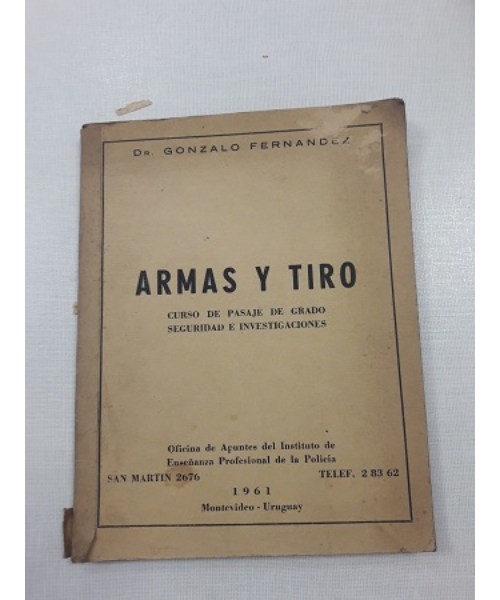 DR. GONZALO FERNANDEZ
ARMAS Y TIRO
CURSO DE PASAJE DE GRADO
SEGURIDAD E INVESTIGACIONES
Oficina de Apuntes del Instituto de
Enseñanza Profesional de la Policia
SAN MARTIN 2676 TELEF. 2 83 62
1961
Montevideo - Uruguay